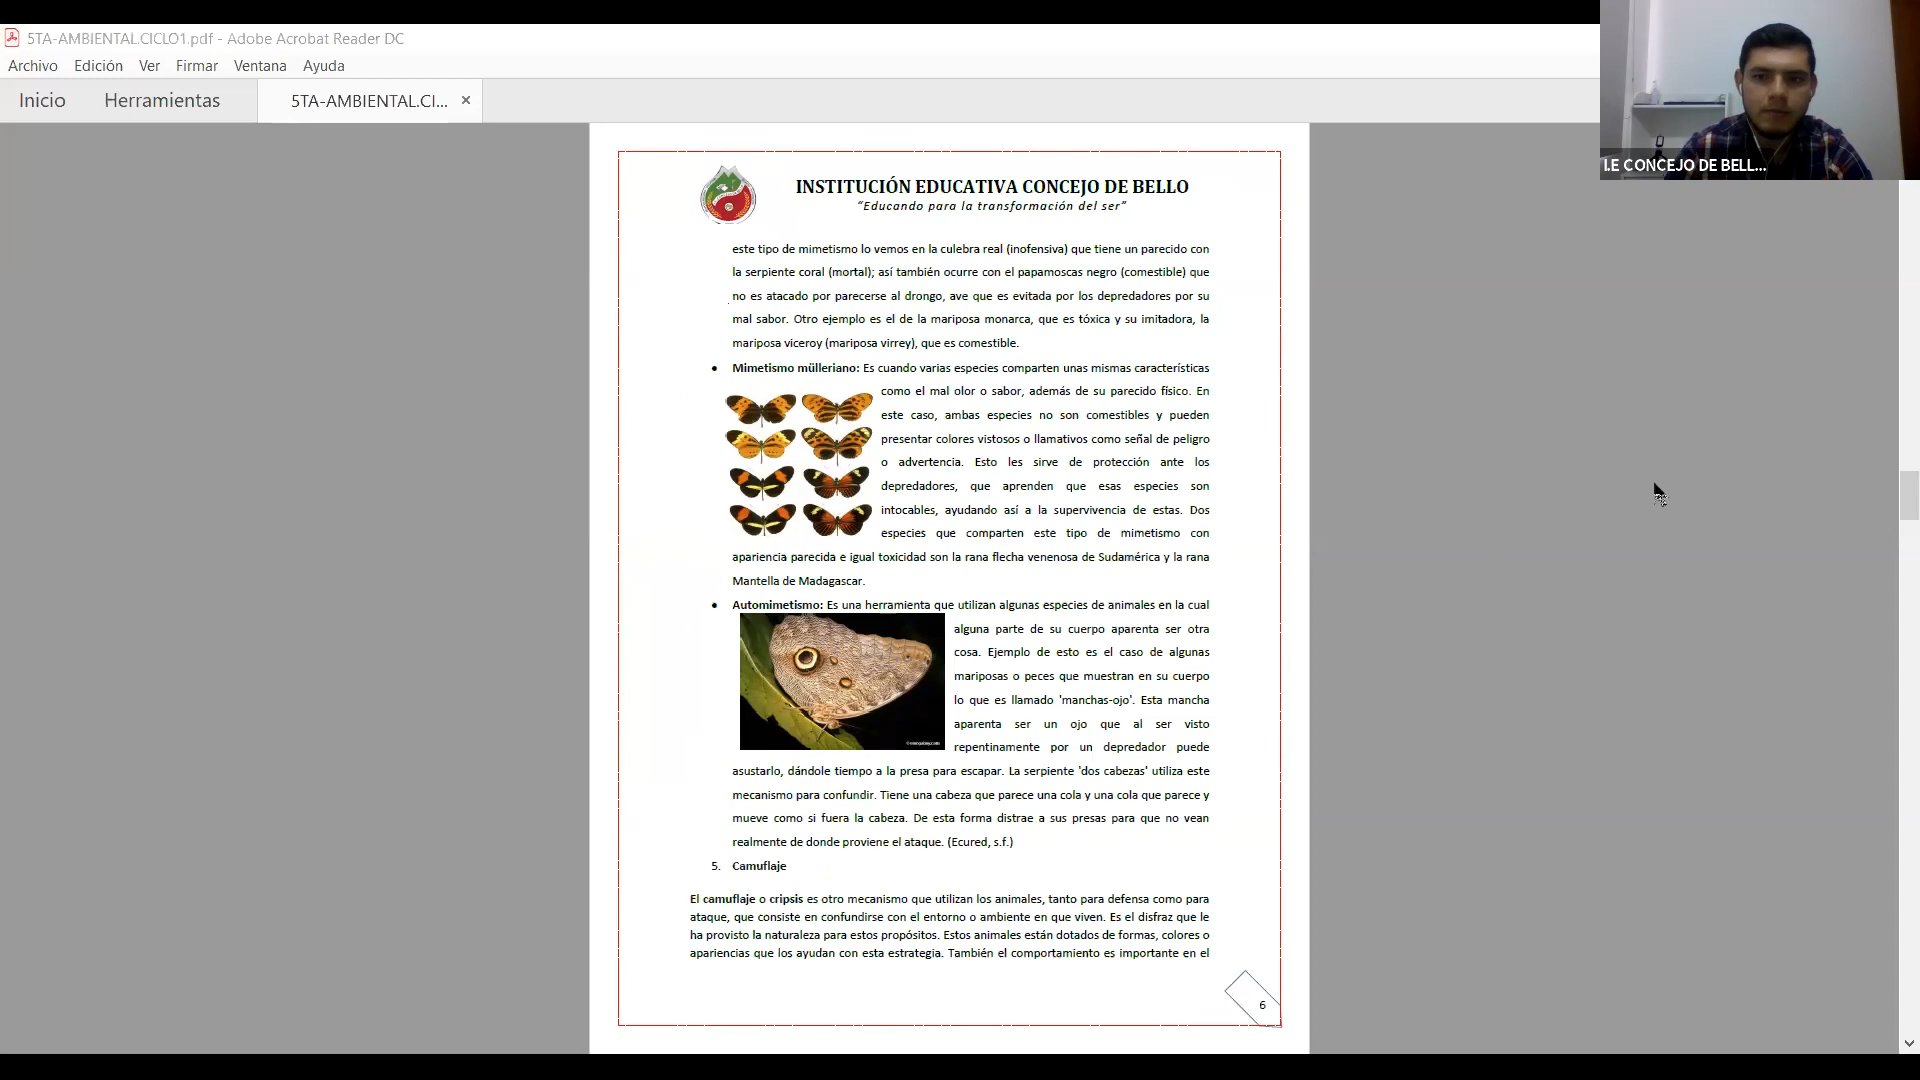 5TA-AMBIENTAL.CICLO1.pdf - Adobe Acrobat Reader DC
Archivo Edición Ver Firmar Ventana Ayuda
Inicio Herramientas 5TA-AMBIENTAL.CI... ×
I.E CONCEJO DE BELL...
INSTITUCIÓN EDUCATIVA CONCEJO DE BELLO
“Educando para la transformación del ser”
este tipo de mimetismo lo vemos en la culebra real (inofensiva) que tiene un parecido con
la serpiente coral (mortal); así también ocurre con el papamoscas negro (comestible) que
no es atacado por parecerse al drongo, ave que es evitada por los depredadores por su
mal sabor. Otro ejemplo es el de la mariposa monarca, que es tóxica y su imitadora, la
mariposa viceroy (mariposa virrey), que es comestible.
• Mimetismo mülleriano: Es cuando varias especies comparten unas mismas características
como el mal olor o sabor, además de su parecido físico. En
este caso, ambas especies no son comestibles y pueden
presentar colores vistosos o llamativos como señal de peligro
o advertencia. Esto les sirve de protección ante los
depredadores, que aprenden que esas especies son
intocables, ayudando así a la supervivencia de estas. Dos
especies que comparten este tipo de mimetismo con
apariencia parecida e igual toxicidad son la rana flecha venenosa de Sudamérica y la rana
Mantella de Madagascar.
• Automimetismo: Es una herramienta que utilizan algunas especies de animales en la cual
alguna parte de su cuerpo aparenta ser otra
cosa. Ejemplo de esto es el caso de algunas
mariposas o peces que muestran en su cuerpo
lo que es llamado 'manchas-ojo'. Esta mancha
aparenta ser un ojo que al ser visto
repentinamente por un depredador puede
asustarlo, dándole tiempo a la presa para escapar. La serpiente 'dos cabezas' utiliza este
mecanismo para confundir. Tiene una cabeza que parece una cola y una cola que parece y
mueve como si fuera la cabeza. De esta forma distrae a sus presas para que no vean
realmente de donde proviene el ataque. (Ecured, s.f.)
5. Camuflaje
El camuflaje o cripsis es otro mecanismo que utilizan los animales, tanto para defensa como para
ataque, que consiste en confundirse con el entorno o ambiente en que viven. Es el disfraz que le
ha provisto la naturaleza para estos propósitos. Estos animales están dotados de formas, colores o
apariencias que los ayudan con esta estrategia. También el comportamiento es importante en el
6